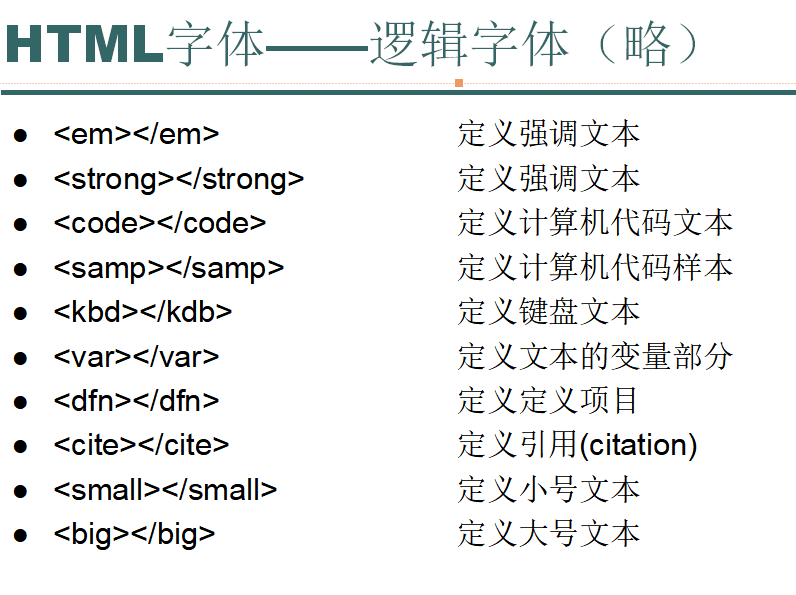 HTML字体——逻辑字体（略）
● <em></em> 定义强调文本
● <strong></strong> 定义强调文本
● <code></code> 定义计算机代码文本
● <samp></samp> 定义计算机代码样本
● <kbd></kdb> 定义键盘文本
● <var></var> 定义文本的变量部分
● <dfn></dfn> 定义定义项目
● <cite></cite> 定义引用(citation)
● <small></small> 定义小号文本
● <big></big> 定义大号文本